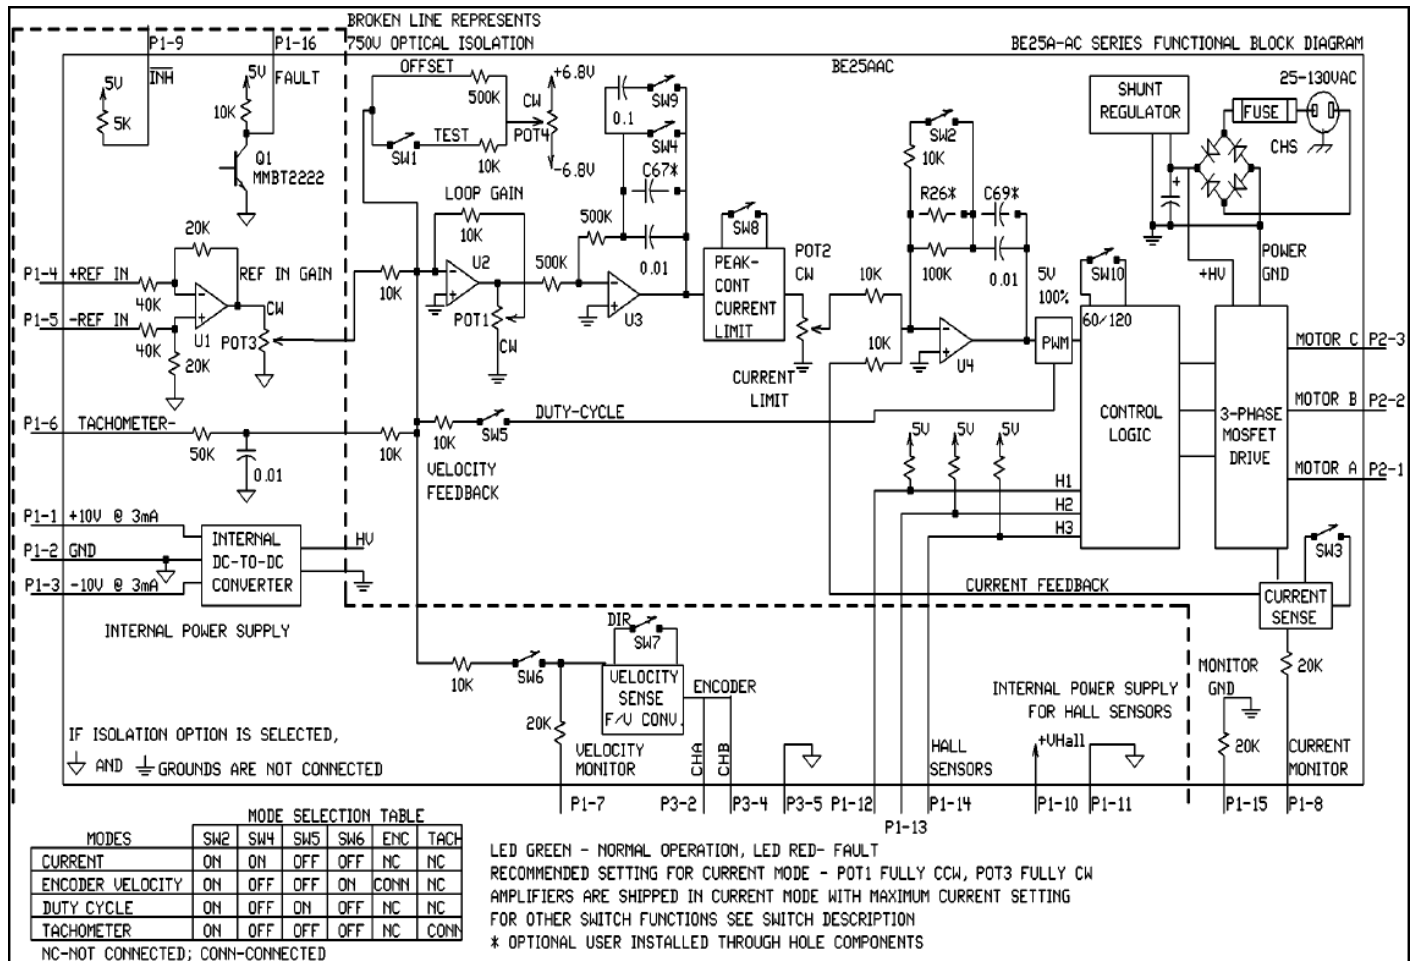 BROKEN LINE REPRESENTS
750V OPTICAL ISOLATION
BE25A-AC SERIES FUNCTIONAL BLOCK DIAGRAM
BE25AAC
P1-9
P1-16
INH
5V
5K
5V
FAULT
10K
Q1
MMBT2222
OFFSET
500K
TEST
SW1
10K
CW
POT4
+6.8V
-6.8V
0.1
SW9
SW4
C67*
500K
0.01
LOOP GAIN
10K
U2
10K
POT1
CW
500K
U3
SW8
PEAK-
CONT
CURRENT
LIMIT
POT2
CW
CURRENT
LIMIT
SW2
10K
R26*
C69*
100K
0.01
10K
10K
U4
5V
100%
PWM
SW10
60/120
CONTROL
LOGIC
SHUNT
REGULATOR
25-130VAC
FUSE
CHS
+
POWER
GND
+HV
3-PHASE
MOSFET
DRIVE
MOTOR C
P2-3
MOTOR B
P2-2
MOTOR A
P2-1
P1-4
+REF IN
40K
20K
REF IN GAIN
P1-5
-REF IN
40K
U1
CW
POT3
20K
P1-6
TACHOMETER-
50K
0.01
10K
10K
SW5
DUTY-CYCLE
VELOCITY
FEEDBACK
5V
5V
5V
H1
H2
H3
P1-1
+10V @ 3mA
P1-2
GND
P1-3
-10V @ 3mA
INTERNAL
DC-TO-DC
CONVERTER
HV
INTERNAL POWER SUPPLY
CURRENT FEEDBACK
SW3
CURRENT
SENSE
20K
DIR
SW7
10K
SW6
VELOCITY
SENSE
F/V CONV.
ENCODER
20K
VELOCITY
MONITOR
CHA
CHB
HALL
SENSORS
INTERNAL POWER SUPPLY
FOR HALL SENSORS
+VHall
MONITOR
GND
20K
CURRENT
MONITOR
IF ISOLATION OPTION IS SELECTED,
AND
GROUNDS ARE NOT CONNECTED
P1-7
P3-2
P3-4
P3-5
P1-12
P1-13
P1-14
P1-10
P1-11
P1-15
P1-8
MODE SELECTION TABLE
MODES SW2 SW4 SW5 SW6 ENC TACH
CURRENT ON ON OFF OFF NC NC
ENCODER VELOCITY ON OFF OFF ON CONN NC
DUTY CYCLE ON OFF ON OFF NC NC
TACHOMETER ON OFF OFF OFF NC CONN
NC-NOT CONNECTED; CONN-CONNECTED
LED GREEN - NORMAL OPERATION, LED RED- FAULT
RECOMMENDED SETTING FOR CURRENT MODE - POT1 FULLY CCW, POT3 FULLY CW
AMPLIFIERS ARE SHIPPED IN CURRENT MODE WITH MAXIMUM CURRENT SETTING
FOR OTHER SWITCH FUNCTIONS SEE SWITCH DESCRIPTION
* OPTIONAL USER INSTALLED THROUGH HOLE COMPONENTS